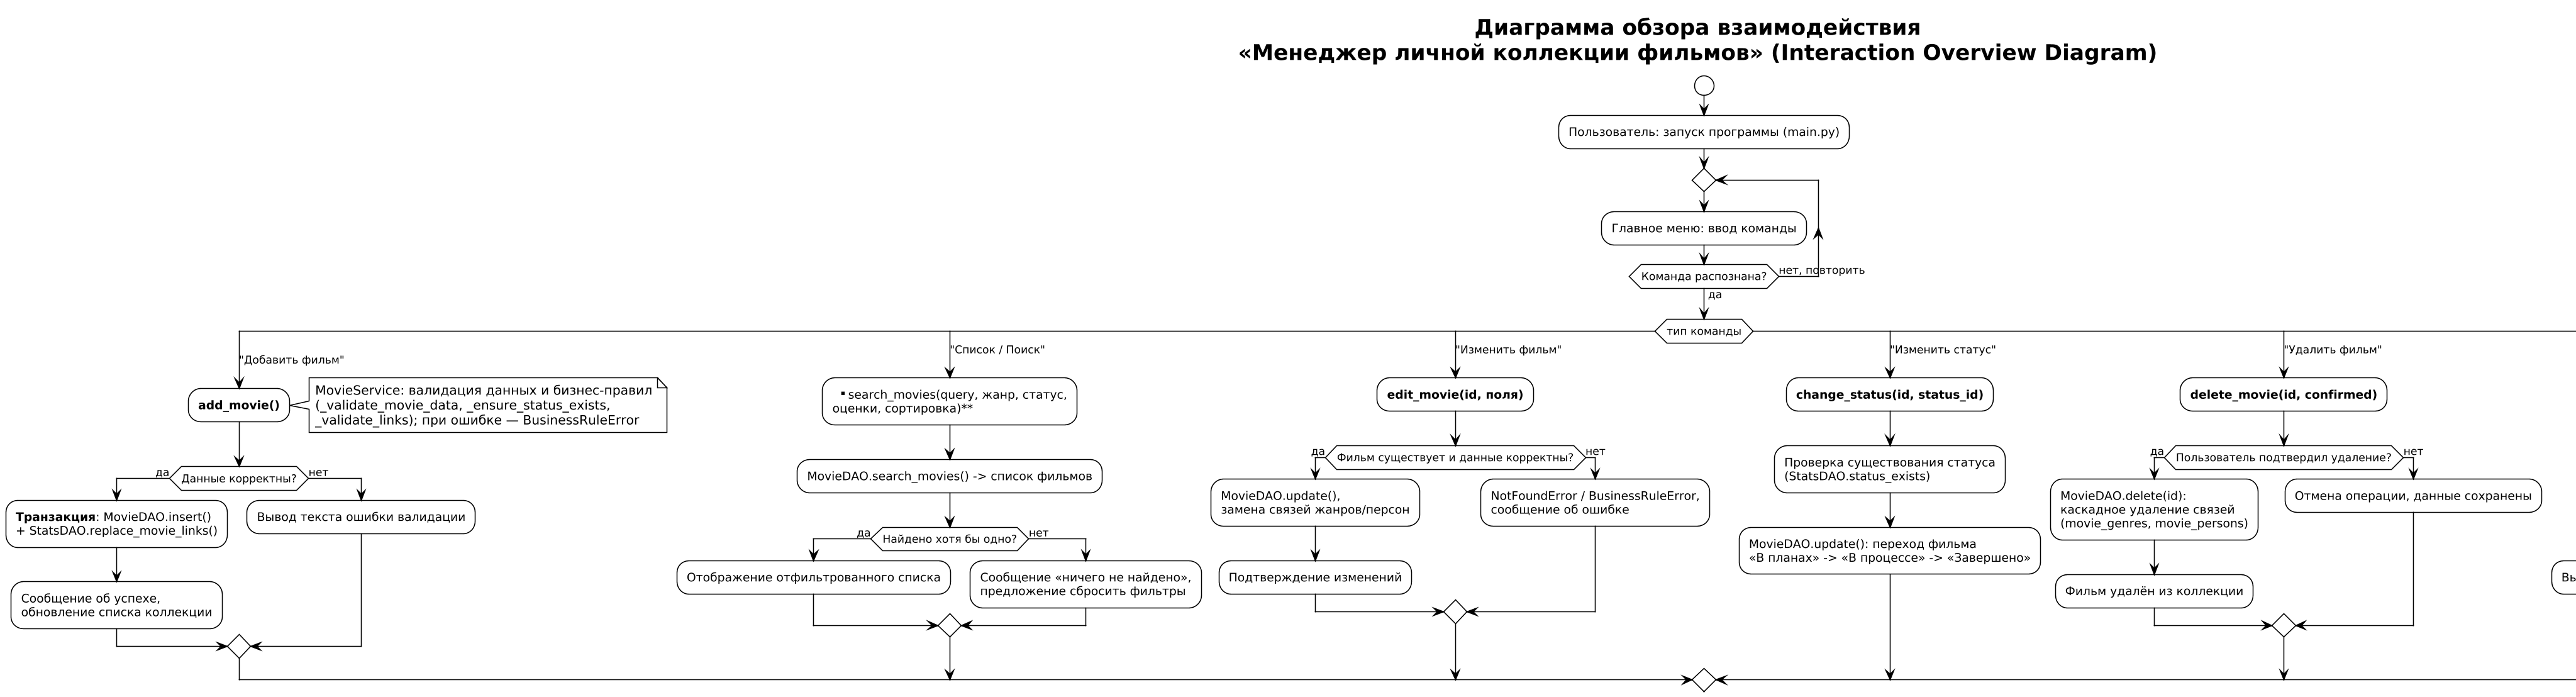 Диаграмма обзора взаимодействия
«Менеджер личной коллекции фильмов» (Interaction Overview Diagram)
Пользователь: запуск программы (main.py)
Главное меню: ввод команды
Команда распознана?
нет, повторить
да
тип команды
"Добавить фильм"
add_movie()
MovieService: валидация данных и бизнес-правил
(_validate_movie_data, _ensure_status_exists,
_validate_links); при ошибке — BusinessRuleError
да
Данные корректны?
нет
Транзакция: MovieDAO.insert()
+ StatsDAO.replace_movie_links()
Вывод текста ошибки валидации
Сообщение об успехе,
обновление списка коллекции
"Список / Поиск"
▪ search_movies(query, жанр, статус,
оценки, сортировка)**
MovieDAO.search_movies() -> список фильмов
да
Найдено хотя бы одно?
нет
Отображение отфильтрованного списка
Сообщение «ничего не найдено»,
предложение сбросить фильтры
"Изменить фильм"
edit_movie(id, поля)
да
Фильм существует и данные корректны?
нет
MovieDAO.update(),
замена связей жанров/персон
NotFoundError / BusinessRuleError,
сообщение об ошибке
Подтверждение изменений
"Изменить статус"
change_status(id, status_id)
Проверка существования статуса
(StatsDAO.status_exists)
MovieDAO.update(): переход фильма
«В планах» -> «В процессе» -> «Завершено»
"Удалить фильм"
delete_movie(id, confirmed)
да
Пользователь подтвердил удаление?
нет
MovieDAO.delete(id):
каскадное удаление связей
(movie_genres, movie_persons)
Отмена операции, данные сохранены
Фильм удалён из коллекции